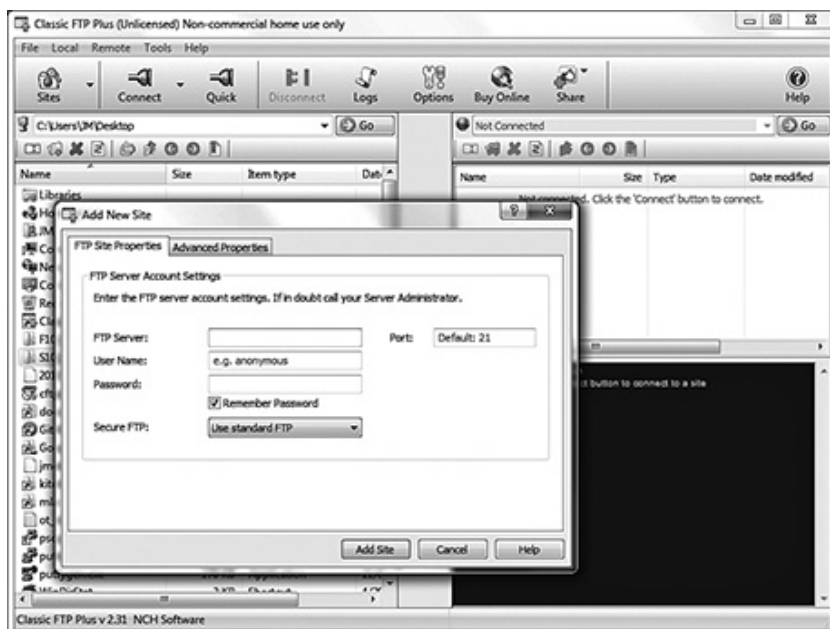 Classic FTP Plus (Unlicensed) Non-commercial home use only
File Local Remote Tools Help
Sites Connect Quick Disconnect Logs Options Buy Online Share Help
C:\Users\JM\Desktop Go
Not Connected Go
Name Size Item type Dat
Name Size Type Date modified
Libraries
Not connected. Click the 'Connect' button to connect.
Add New Site
FTP Site Properties Advanced Properties
FTP Server Account Settings
Enter the FTP server account settings. If in doubt call your Server Administrator.
FTP Server: Port: Default: 21
User Name: e.g. anonymous
Password:
Remember Password
Secure FTP: Use standard FTP
button to connect to a site
Add Site Cancel Help
Classic FTP Plus v 2.31 NCH Software